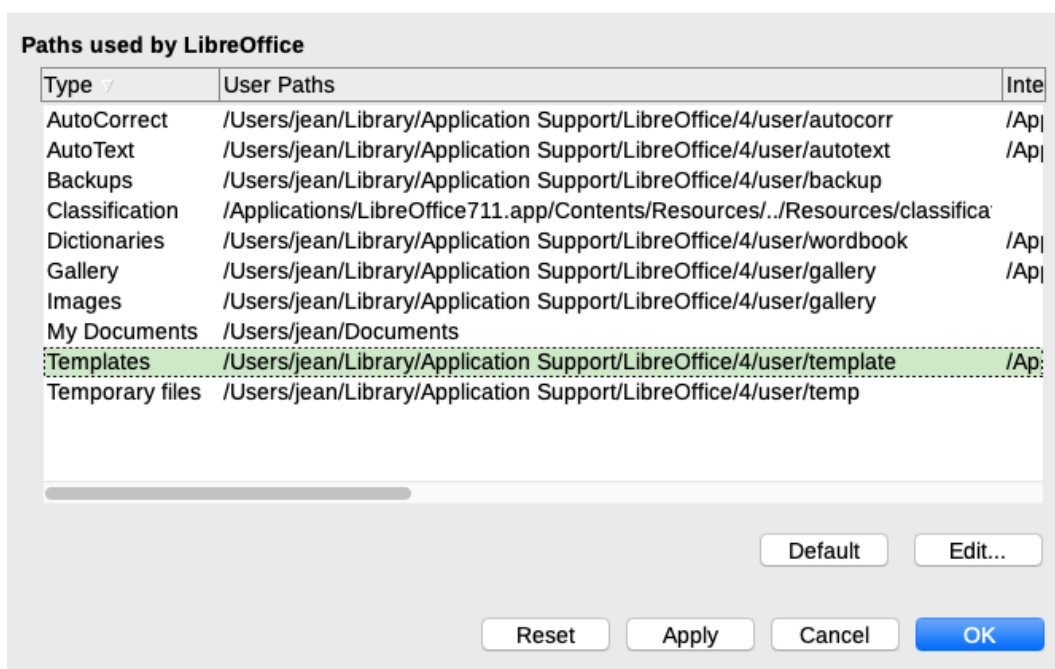 Paths used by LibreOffice
Type User Paths Inte
AutoCorrect /Users/jean/Library/Application Support/LibreOffice/4/user/autocorr /Ap
AutoText /Users/jean/Library/Application Support/LibreOffice/4/user/autotext /Ap
Backups /Users/jean/Library/Application Support/LibreOffice/4/user/backup
Classification /Applications/LibreOffice711.app/Contents/Resources/../Resources/classifica
Dictionaries /Users/jean/Library/Application Support/LibreOffice/4/user/wordbook /Ap
Gallery /Users/jean/Library/Application Support/LibreOffice/4/user/gallery /Ap
Images /Users/jean/Library/Application Support/LibreOffice/4/user/gallery
My Documents /Users/jean/Documents
Templates /Users/jean/Library/Application Support/LibreOffice/4/user/template /Ap
Temporary files /Users/jean/Library/Application Support/LibreOffice/4/user/temp
Default Edit...
Reset Apply Cancel OK